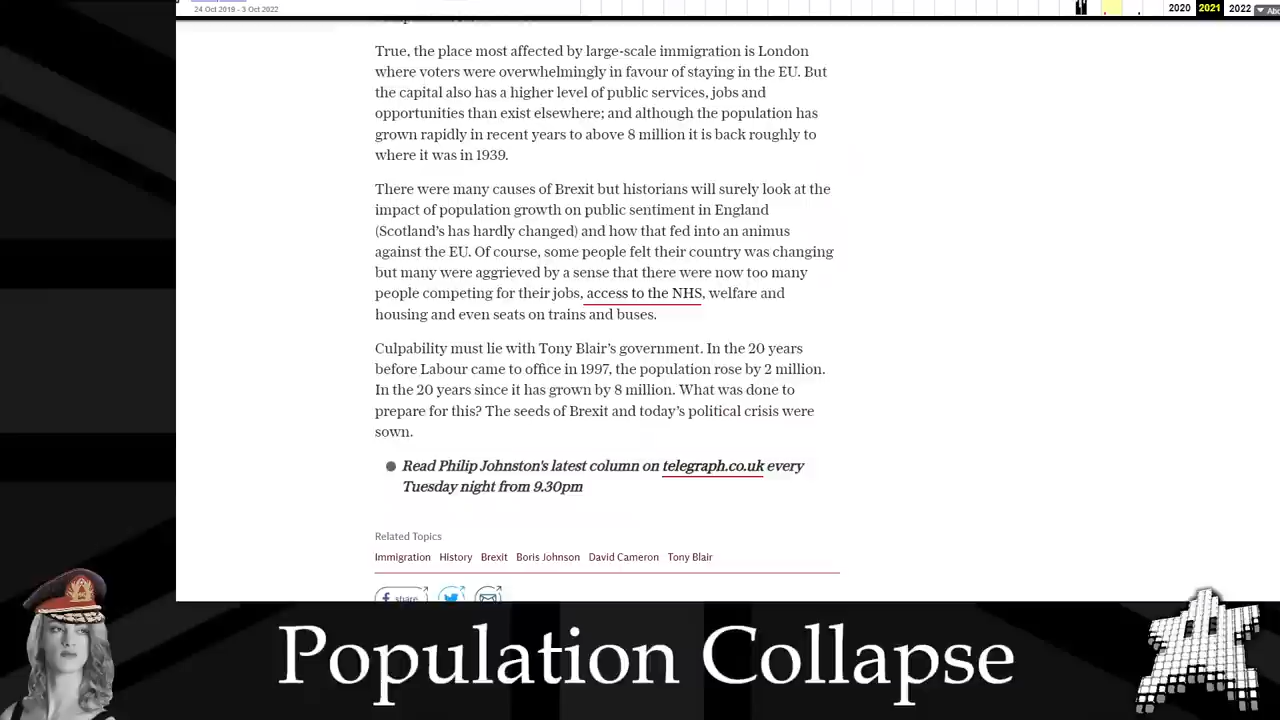 24 Oct 2019 - 3 Oct 2022
2020 2021 2022
True, the place most affected by large-scale immigration is London
where voters were overwhelmingly in favour of staying in the EU. But
the capital also has a higher level of public services, jobs and
opportunities than exist elsewhere; and although the population has
grown rapidly in recent years to above 8 million it is back roughly to
where it was in 1939.
There were many causes of Brexit but historians will surely look at the
impact of population growth on public sentiment in England
(Scotland's has hardly changed) and how that fed into an animus
against the EU. Of course, some people felt their country was changing
but many were aggrieved by a sense that there were now too many
people competing for their jobs, access to the NHS, welfare and
housing and even seats on trains and buses.
Culpability must lie with Tony Blair's government. In the 20 years
before Labour came to office in 1997, the population rose by 2 million.
In the 20 years since it has grown by 8 million. What was done to
prepare for this? The seeds of Brexit and today's political crisis were
sown.
Read Philip Johnston's latest column on telegraph.co.uk every
Tuesday night from 9.30pm
Related Topics
Immigration History Brexit Boris Johnson David Cameron Tony Blair
share
Population Collapse